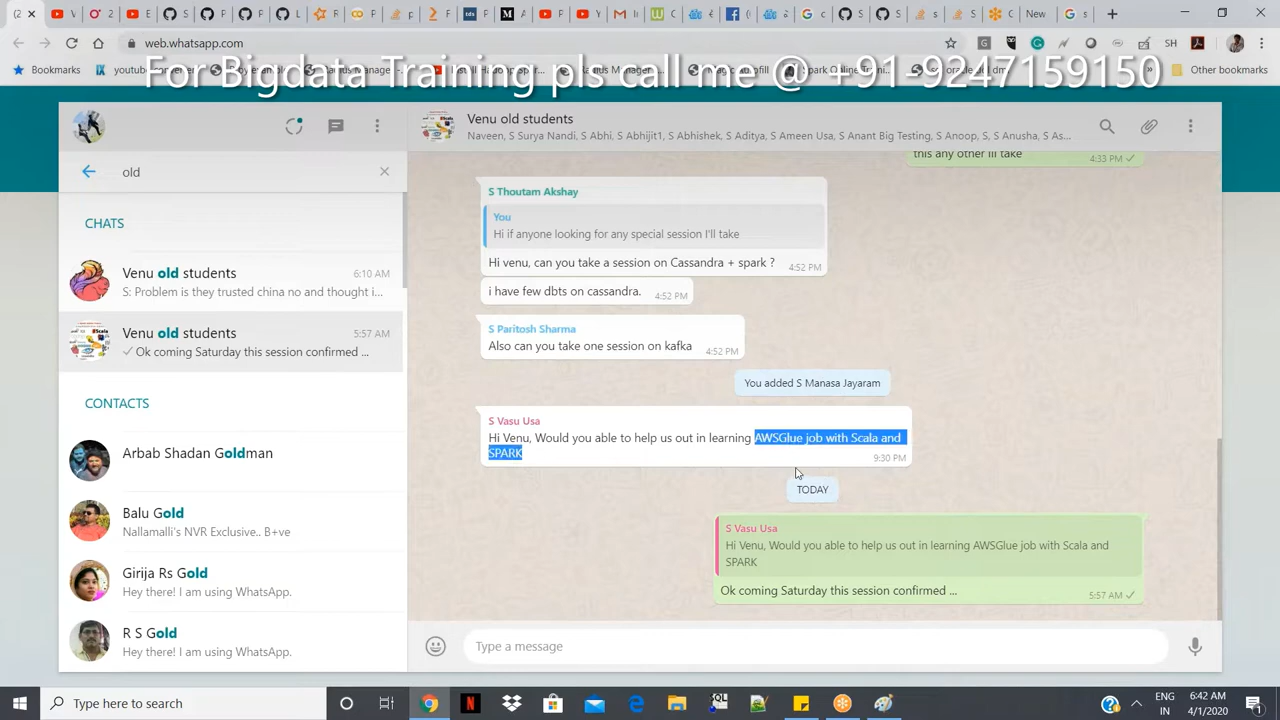 (2
New
web.whatsapp.com
SH
Bookmarks
Other bookmarks
For Bigdata Training pls call me @ +91-9247159150
Venu old students
Naveen, S Surya Nandi, S Abhi, S Abhijit1, S Abhishek, S Aditya, S Ameen Usa, S Anant Big Testing, S Anoop, S, S Anusha, S As...
old
this any other Ill take
4:33 PM
S Thoutam Akshay
You
Hi if anyone looking for any special session I'll take
Hi venu, can you take a session on Cassandra + spark ?
4:52 PM
i have few dbts on cassandra.
4:52 PM
S Paritosh Sharma
Also can you take one session on kafka
4:52 PM
You added S Manasa Jayaram
S Vasu Usa
Hi Venu, Would you able to help us out in learning AWSGlue job with Scala and
SPARK
9:30 PM
TODAY
S Vasu Usa
Hi Venu, Would you able to help us out in learning AWSGlue job with Scala and
SPARK
Ok coming Saturday this session confirmed ...
5:57 AM
CHATS
Venu old students
6:10 AM
S: Problem is they trusted china no and thought i...
Venu old students
5:57 AM
Ok coming Saturday this session confirmed ...
CONTACTS
Arbab Shadan Goldman
Balu Gold
Nallamalli's NVR Exclusive.. B+ve
Girija Rs Gold
Hey there! I am using WhatsApp.
R S Gold
Hey there! I am using WhatsApp.
Type a message
Type here to search
ENG
IN
6:42 AM
4/1/2020